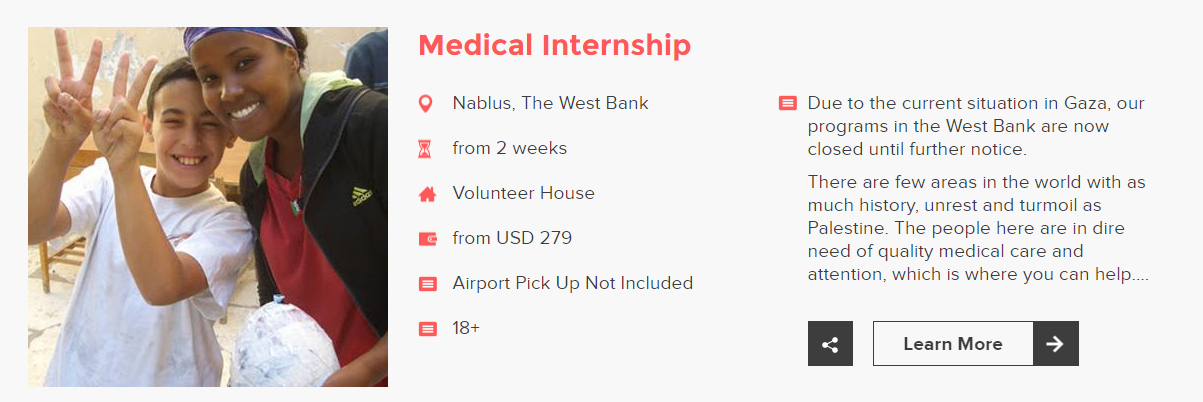 Medical Internship
Nablus, The West Bank
from 2 weeks
Volunteer House
from USD 279
Airport Pick Up Not Included
18+
Due to the current situation in Gaza, our
programs in the West Bank are now
closed until further notice.
There are few areas in the world with as
much history, unrest and turmoil as
Palestine. The people here are in dire
need of quality medical care and
attention, which is where you can help....
Learn More
adidas